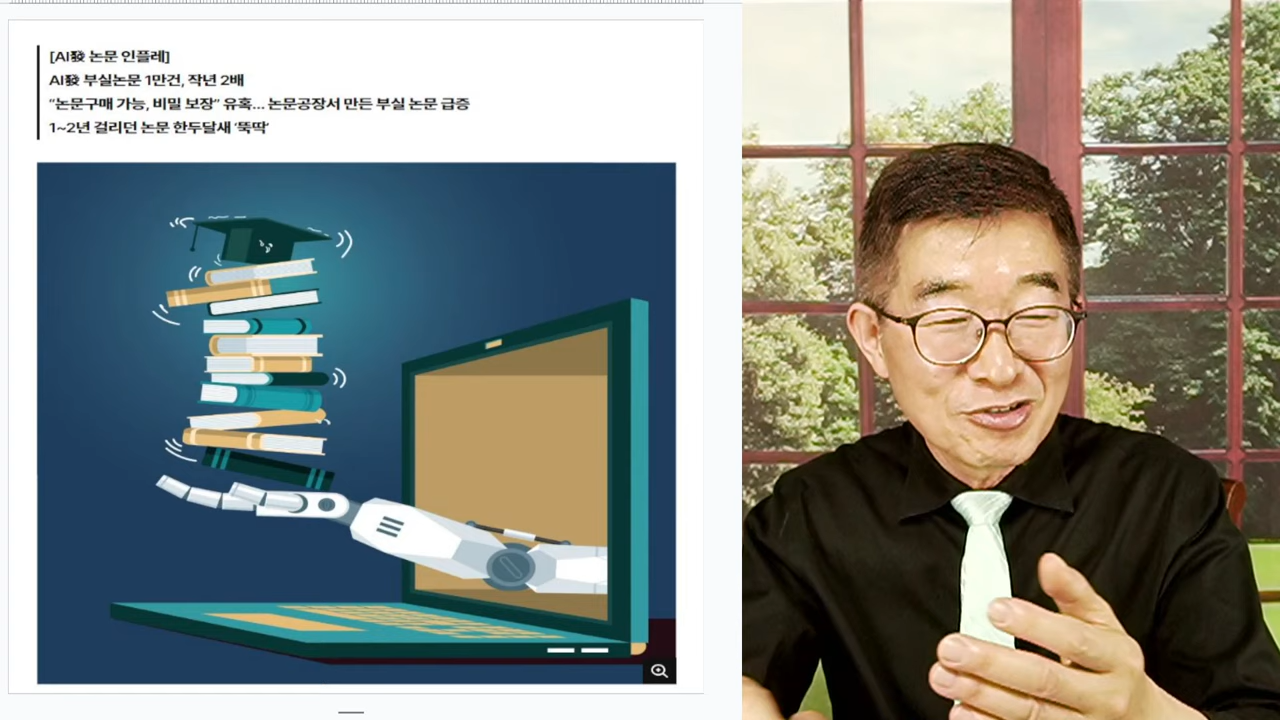 [AI發 논문 인플레]
AI發 부실논문 1만건, 작년 2배
“논문구매 가능, 비밀 보장” 유혹… 논문공장서 만든 부실 논문 급증
1~2년 걸리던 논문 한두달새 ‘뚝딱’